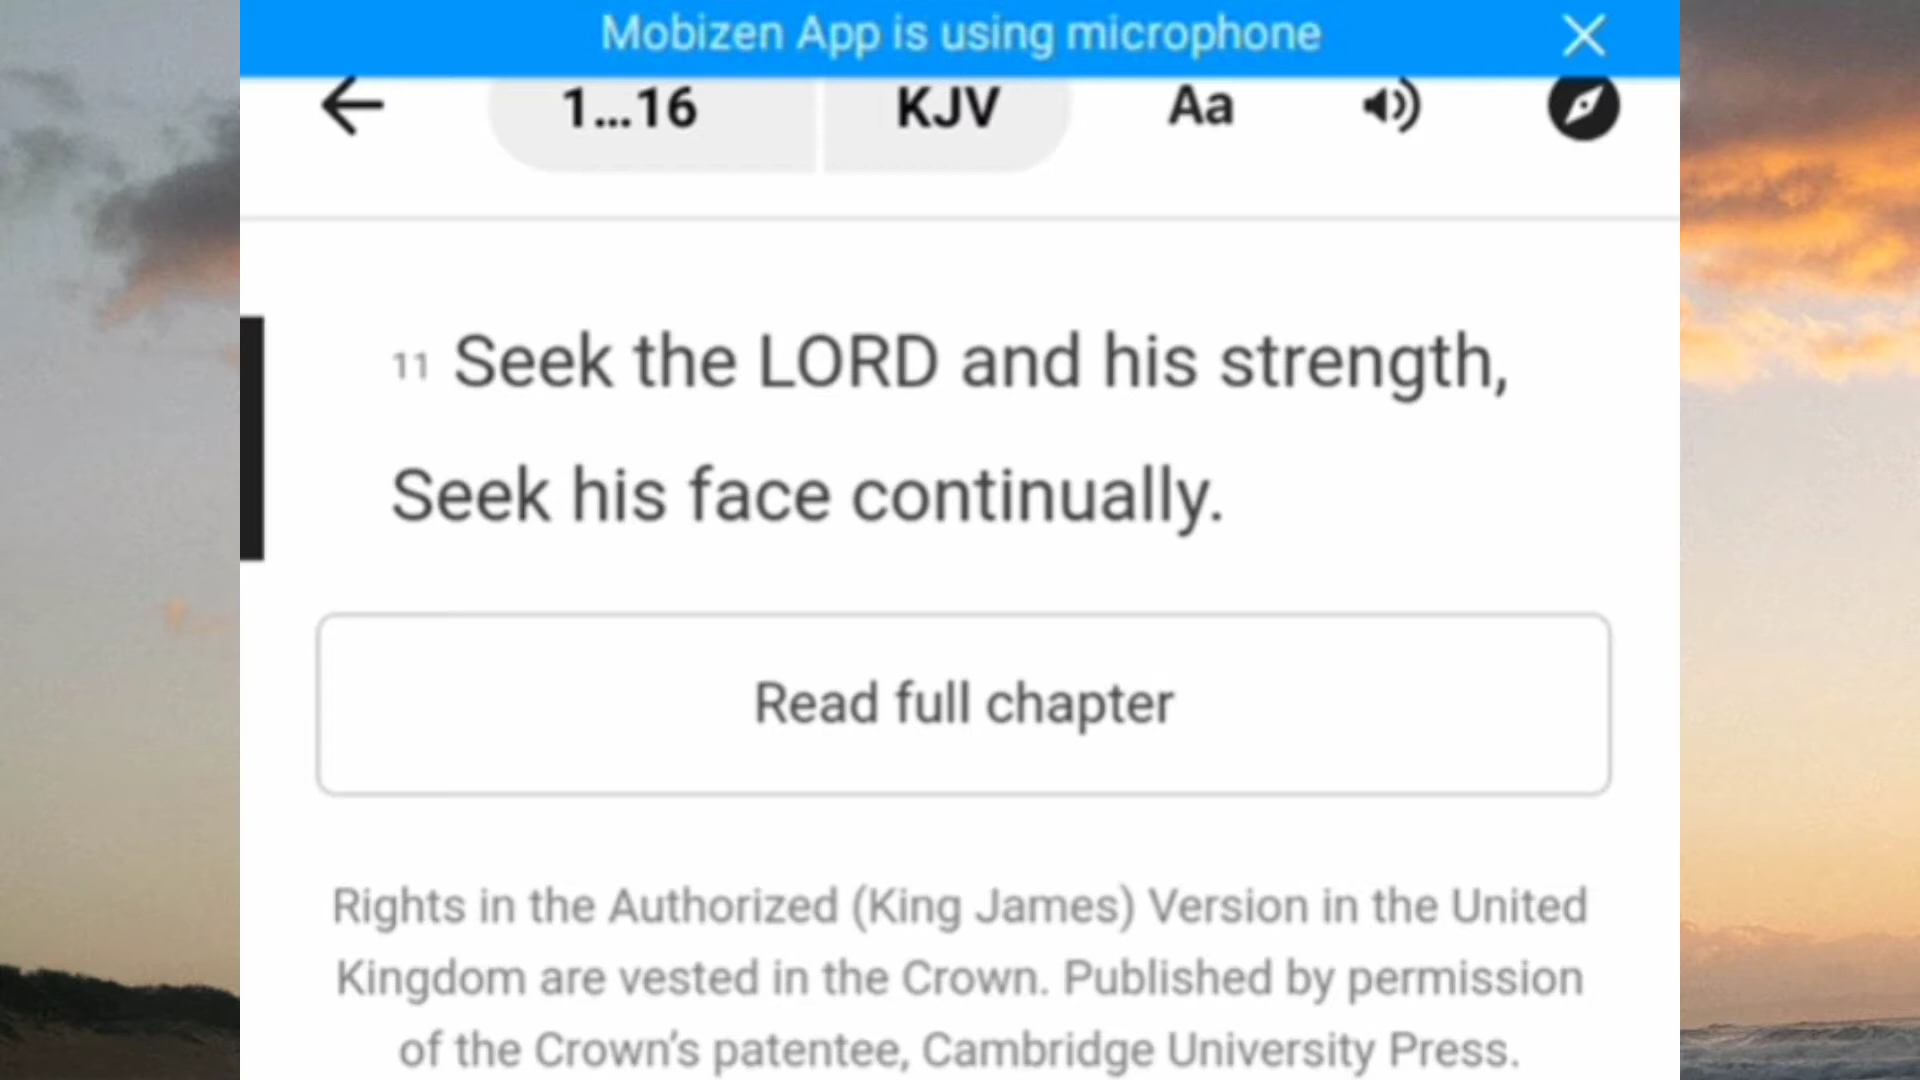 Mobizen App is using microphone
1...16 KJV Aa
11 Seek the LORD and his strength,
Seek his face continually.
Read full chapter
Rights in the Authorized (King James) Version in the United
Kingdom are vested in the Crown. Published by permission
of the Crown’s patentee, Cambridge University Press.